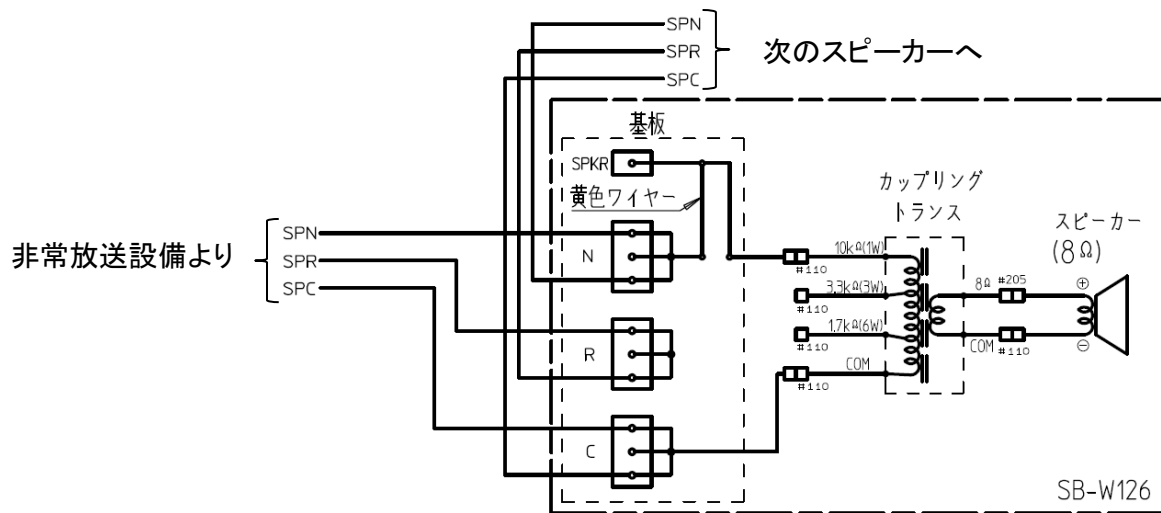 SPN
SPR
SPC
次のスピーカーへ
基板
SPKR
黄色ワイヤー
カップリング
トランス
スピーカー
(8Ω)
非常放送設備より
SPN
SPR
SPC
N
R
C
10kΩ(1W)
#110
3.3kΩ(3W)
#110
1.7kΩ(6W)
#110
COM
#110
8Ω #205
COM #110
⊕
⊖
SB-W126